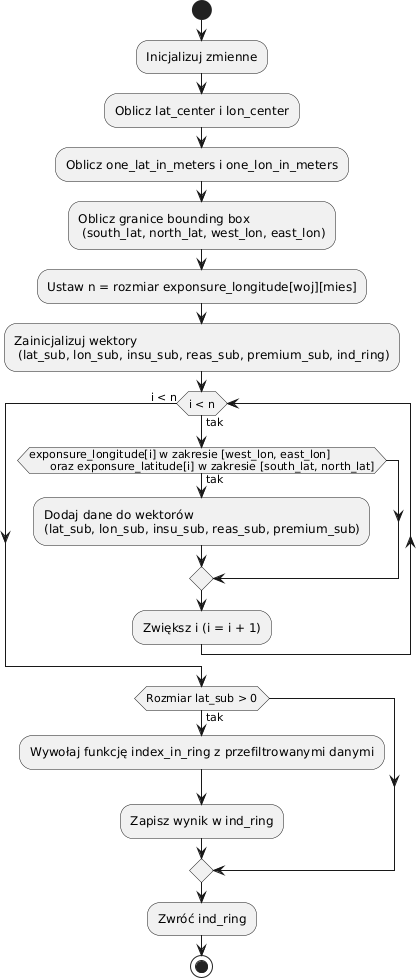 Inicjalizuj zmienne
Oblicz lat_center i lon_center
Oblicz one_lat_in_meters i one_lon_in_meters
Oblicz granice bounding box
(south_lat, north_lat, west_lon, east_lon)
Ustaw n = rozmiar exponsure_longitude[woj][mies]
Zainicjalizuj wektory
(lat_sub, lon_sub, insu_sub, reas_sub, premium_sub, ind_ring)
i < n
i < n
tak
exponsure_longitude[i] w zakresie [west_lon, east_lon]
oraz exponsure_latitude[i] w zakresie [south_lat, north_lat]
tak
Dodaj dane do wektorów
(lat_sub, lon_sub, insu_sub, reas_sub, premium_sub)
Zwiększ i (i = i + 1)
Rozmiar lat_sub > 0
tak
Wywołaj funkcję index_in_ring z przefiltrowanymi danymi
Zapisz wynik w ind_ring
Zwróć ind_ring